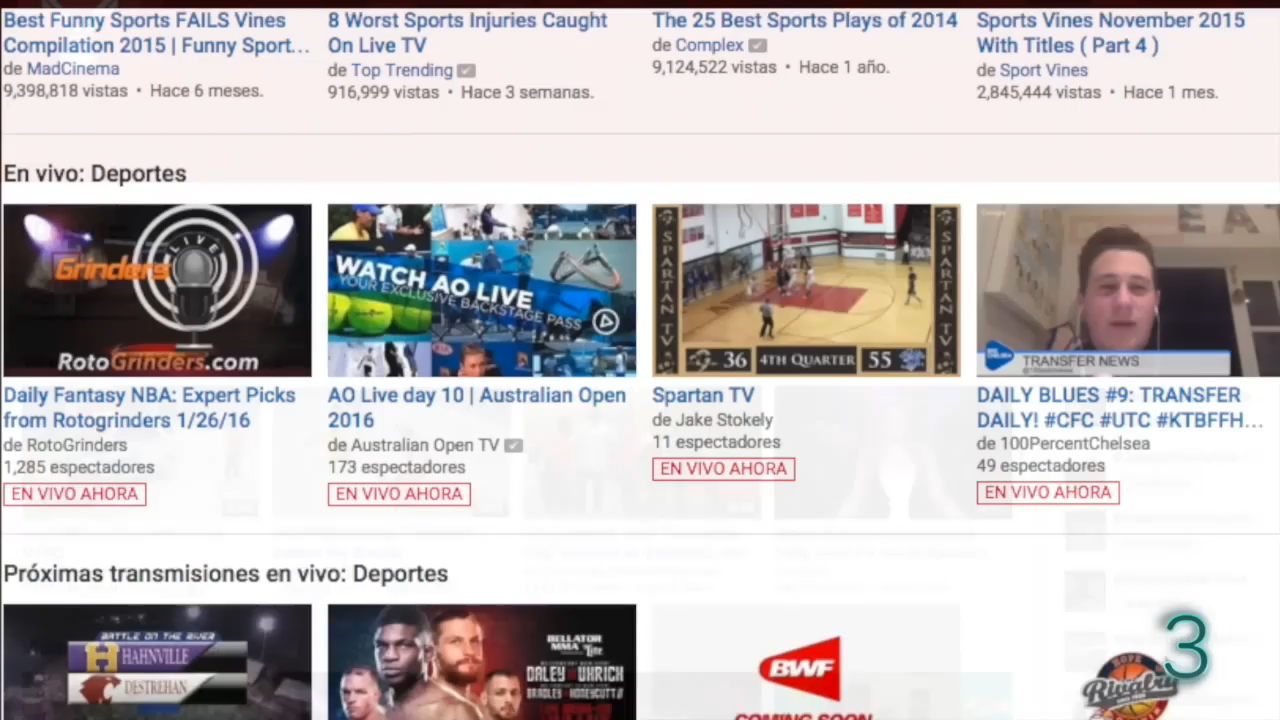 Best Funny Sports FAILS Vines
Compilation 2015 | Funny Sport...
de MadCinema
9,398,818 vistas • Hace 6 meses.
8 Worst Sports Injuries Caught
On Live TV
de Top Trending
916,999 vistas • Hace 3 semanas.
The 25 Best Sports Plays of 2014
de Complex
9,124,522 vistas • Hace 1 año.
Sports Vines November 2015
With Titles ( Part 4 )
de Sport Vines
2,845,444 vistas • Hace 1 mes.
En vivo: Deportes
LIVE
Grinders
RotoGrinders.com
Daily Fantasy NBA: Expert Picks
from Rotogrinders 1/26/16
de RotoGrinders
1,285 espectadores
EN VIVO AHORA
WATCH AO LIVE
YOUR EXCLUSIVE BACKSTAGE PASS
AO Live day 10 | Australian Open
2016
de Australian Open TV
173 espectadores
EN VIVO AHORA
SPARTAN TV
SPARTAN TV
36 4TH QUARTER 55
Spartan TV
de Jake Stokely
11 espectadores
EN VIVO AHORA
TRANSFER NEWS
DAILY BLUES #9: TRANSFER
DAILY! #CFC #UTC #KTBFFH...
de 100PercentChelsea
49 espectadores
EN VIVO AHORA
Próximas transmisiones en vivo: Deportes
BATTLE ON THE RIVER
H HAHNVILLE
DESTREHAN
BELLATOR
MMA
DALEY UHRICH
BRADLEY HONEYCUTT II
BWF
COMING SOON
HOPE
Rivalry
3